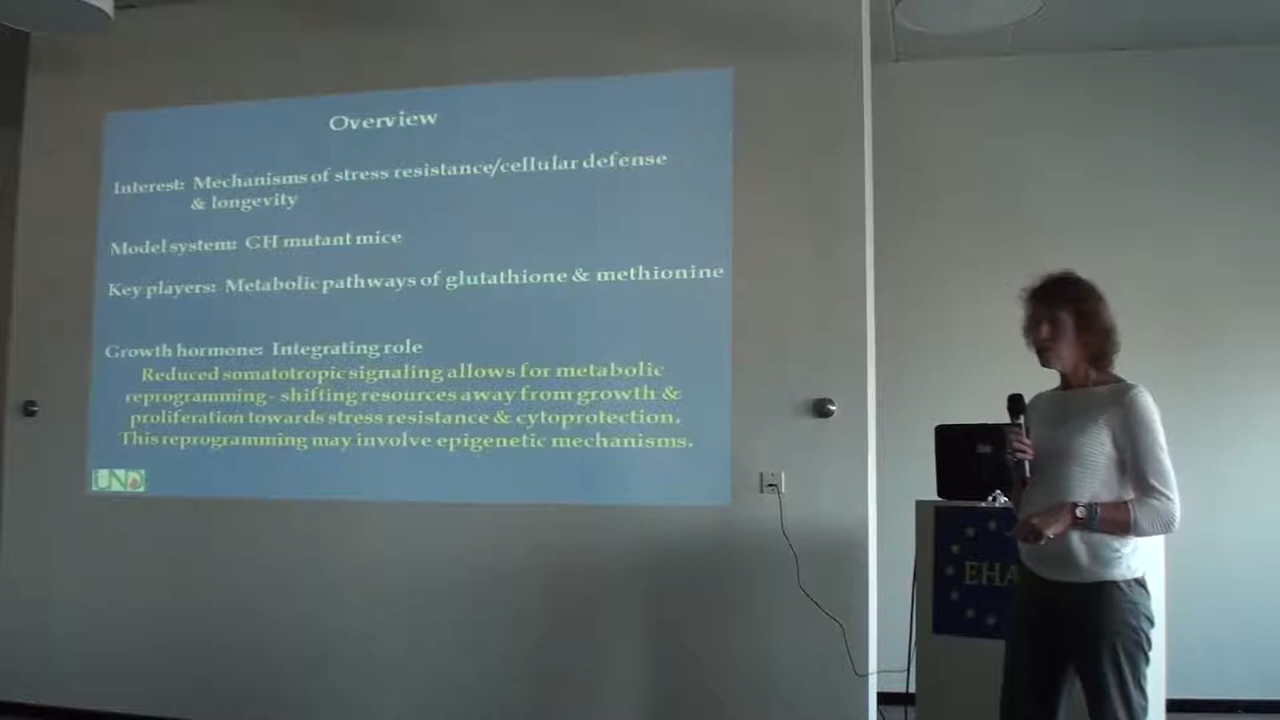 Overview
Interest: Mechanisms of stress resistance/cellular defense
& longevity
Model system: GH mutant mice
Key players: Metabolic pathways of glutathione & methionine
Growth hormone: Integrating role
Reduced somatotropic signaling allows for metabolic
reprogramming- shifting resources away from growth &
proliferation towards stress resistance & cytoprotection.
This reprogramming may involve epigenetic mechanisms.
UND
EHA